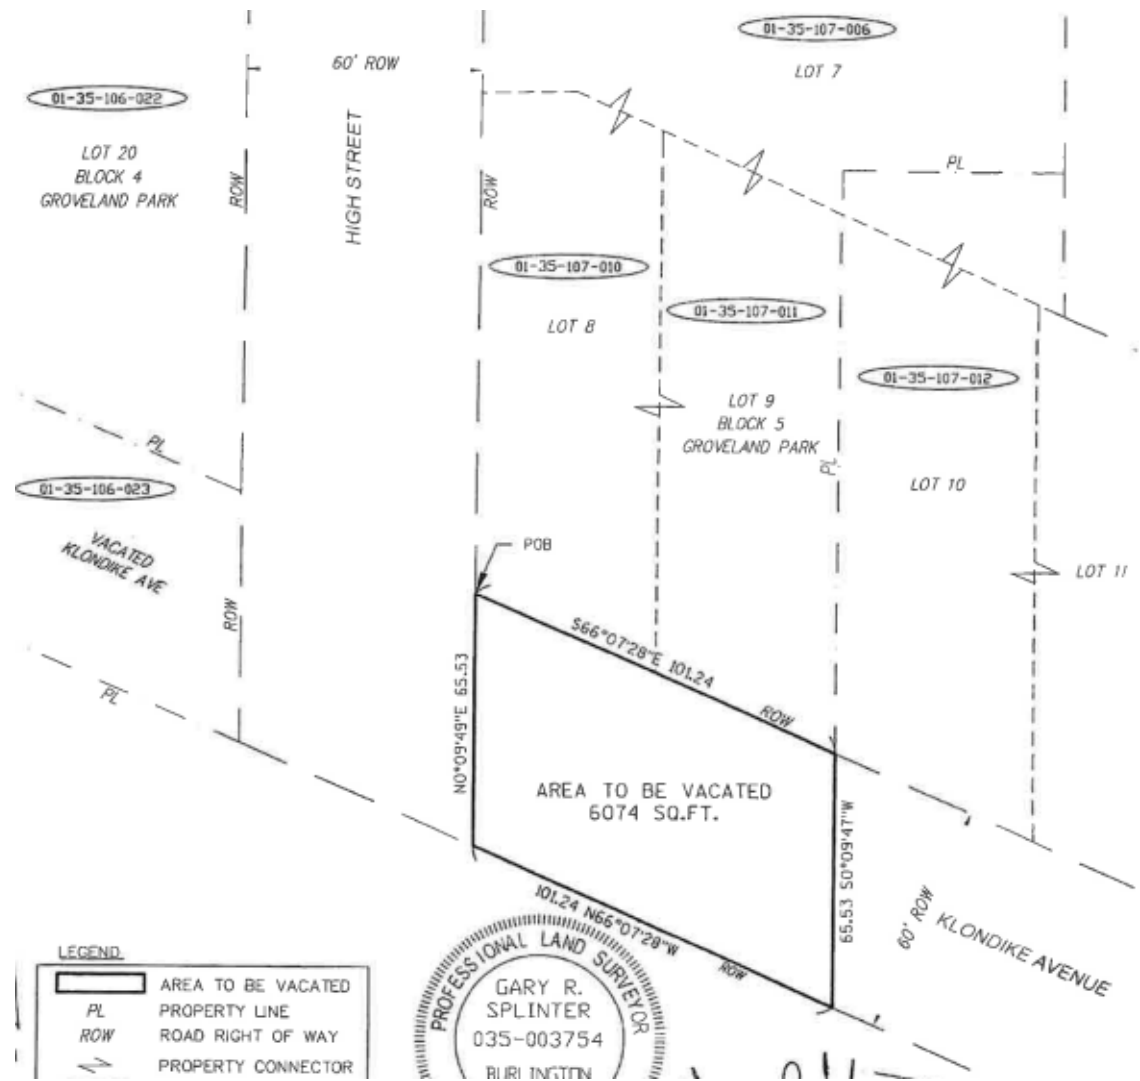 01-35-107-006
LOT 7
60' ROW
01-35-106-022
LOT 20
BLOCK 4
GROVELAND PARK
ROW
HIGH STREET
ROW
PL
01-35-107-010
LOT 8
01-35-107-011
LOT 9
BLOCK 5
GROVELAND PARK
PL
01-35-107-012
LOT 10
LOT 11
PL
01-35-106-023
VACATED
KLONDIKE AVE
ROW
PL
POB
S66°07'28"E 101.24
ROW
N0°09'49"E 65.53
AREA TO BE VACATED
6074 SQ.FT.
65.53 S0°09'47"W
101.24 N66°07'28"W
ROW
60' ROW
KLONDIKE AVENUE
LEGEND
AREA TO BE VACATED
PL PROPERTY LINE
ROW ROAD RIGHT OF WAY
PROPERTY CONNECTOR
PROFESSIONAL LAND SURVEYOR
GARY R.
SPLINTER
035-003754
BURLINGTON